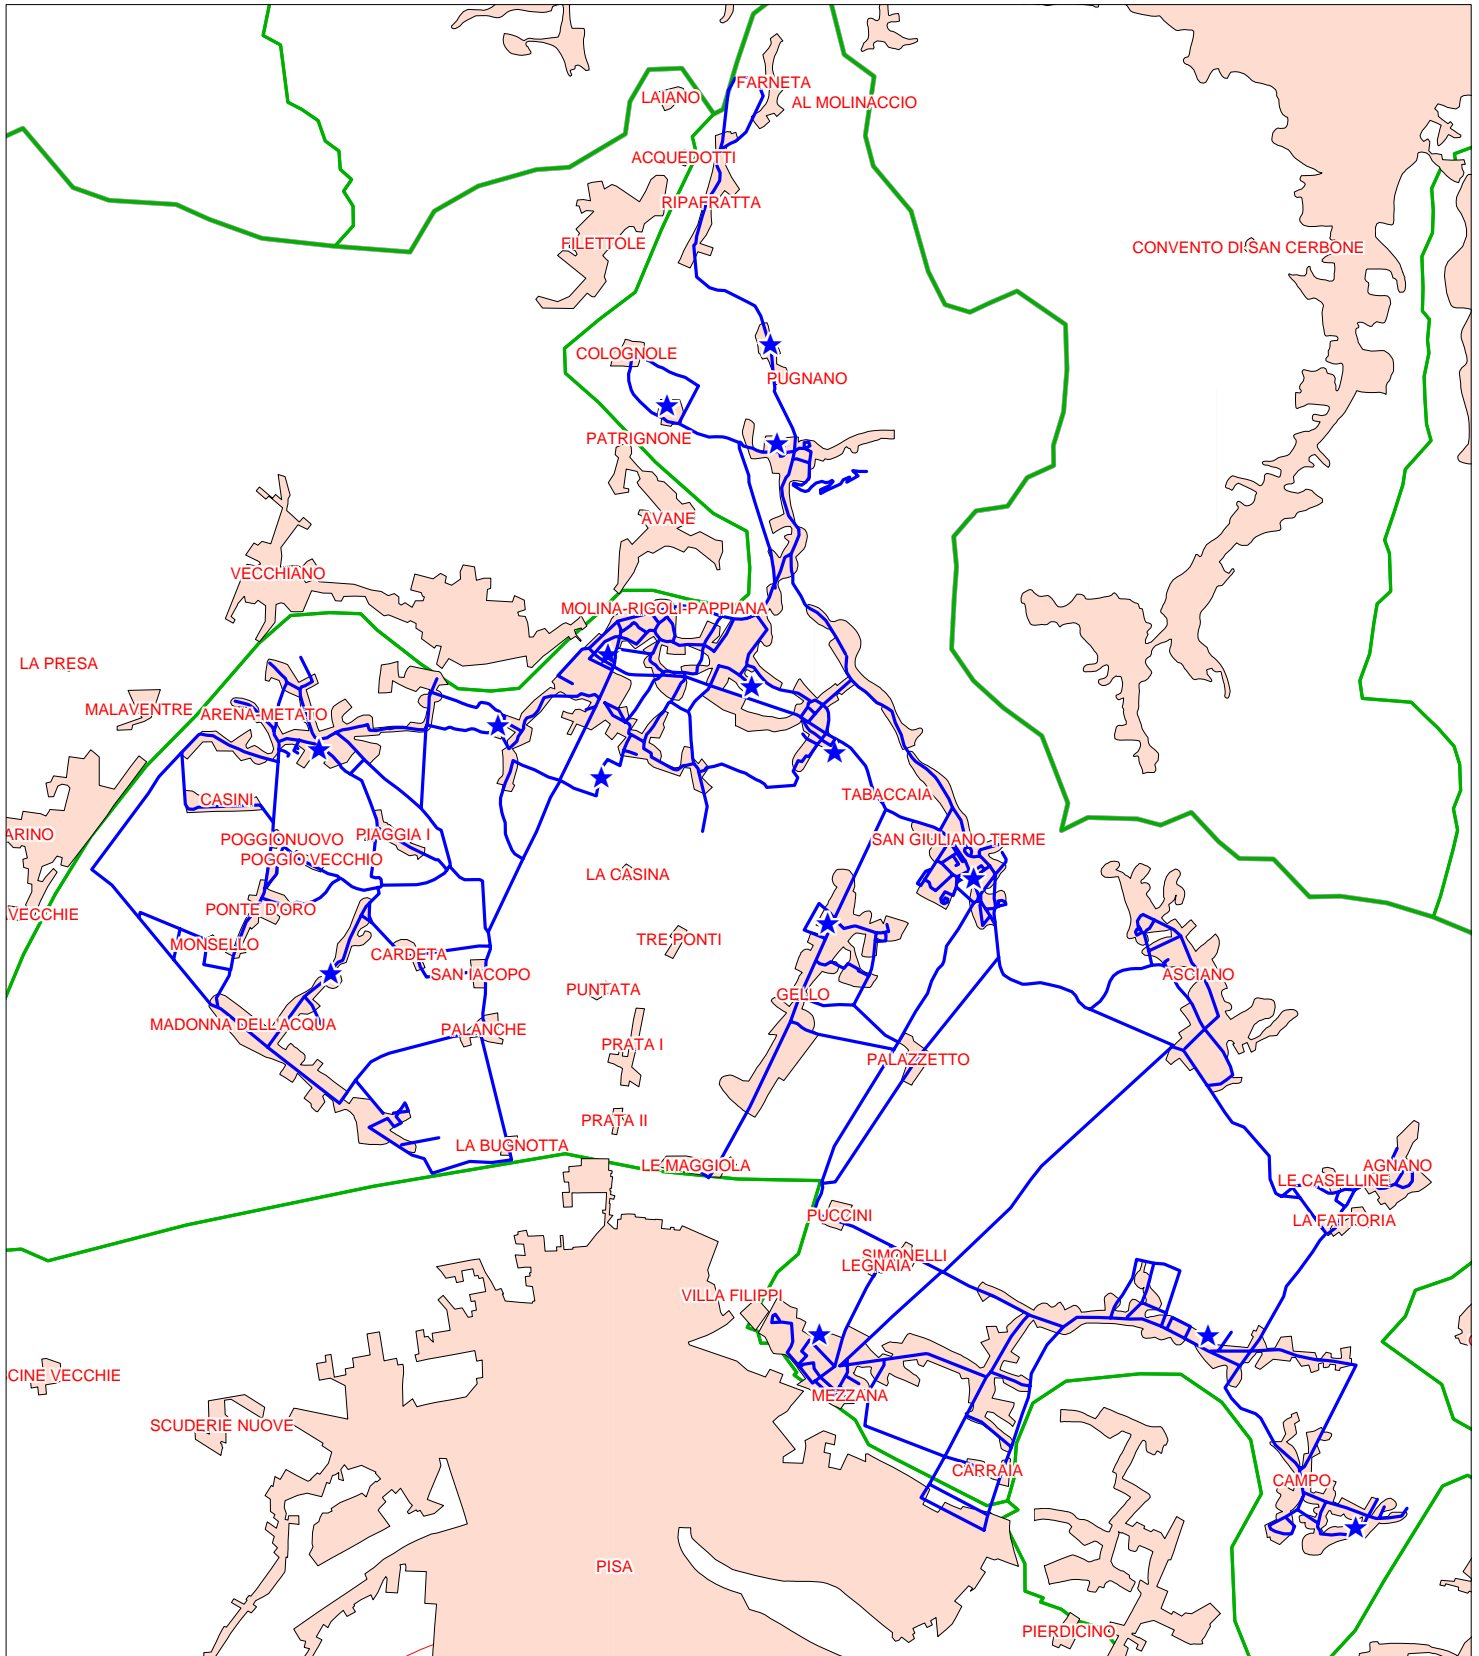 FARNETA
LAIANO
AL MOLINACCIO
ACQUEDOTTI
RIPAFRATTA
FILETTOLE
CONVENTO DI SAN CERBONE
COLOGNOLE
PUGNANO
PATRIGNONE
AVANE
VECCHIANO
MOLINA-RIGOLI-PAPPIANA
LA PRESA
MALAVENTRE
ARENA-METATO
TABACCAIA
CASINI
ARINO
POGGIONUOVO
PIAGGIA I
SAN GIULIANO TERME
POGGIO VECCHIO
LA CASINA
PONTE D'ORO
VECCHIE
MONSELLO
TRE PONTI
CARDETA
SAN IACOPO
ASCIANO
PUNTATA
GELLO
MADONNA DELL'ACQUA
PALANCHE
PRATA I
PALAZZETTO
PRATA II
LA BUGNOTTA
LE MAGGIOLA
AGNANO
LE CASELLINE
PUCCINI
LA FATTORIA
SIMONELLI
LEGNAIA
VILLA FILIPPI
CINE VECCHIE
MEZZANA
SCUDERIE NUOVE
CARRAIA
CAMPO
PISA
PIERDICINO